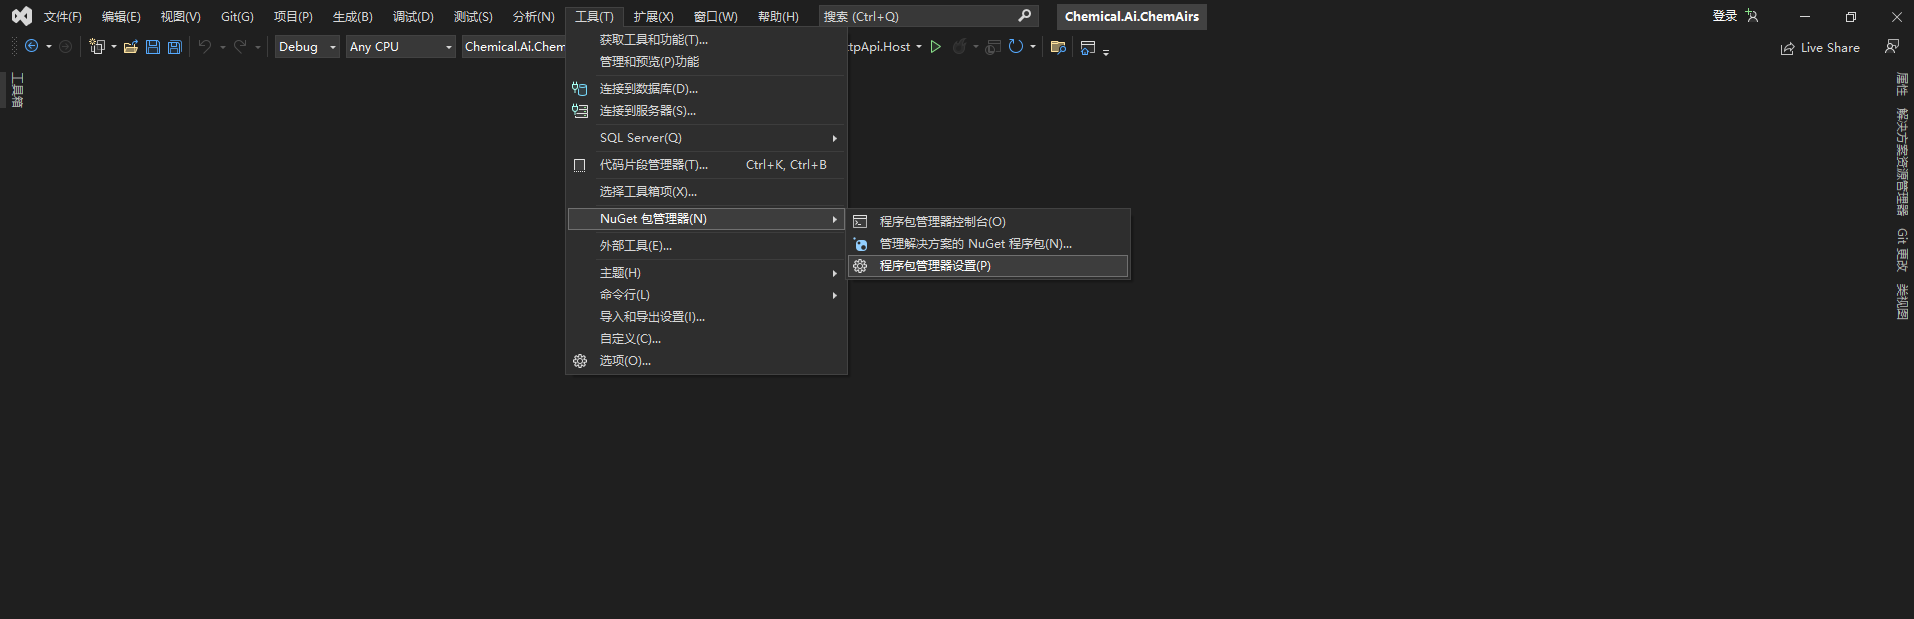 文件(F) 编辑(E) 视图(V) Git(G) 项目(P) 生成(B) 调试(D) 测试(S) 分析(N) 工具(T) 扩展(X) 窗口(W) 帮助(H) 搜索 (Ctrl+Q) Chemical.Ai.ChemAirs 登录
Debug Any CPU Chemical.Ai.Chem tpApi.Host Live Share
获取工具和功能(T)...
管理和预览(P)功能
连接到数据库(D)...
连接到服务器(S)...
SQL Server(Q)
代码片段管理器(T)... Ctrl+K, Ctrl+B
选择工具箱项(X)...
NuGet 包管理器(N)
外部工具(E)...
主题(H)
命令行(L)
导入和导出设置(I)...
自定义(C)...
选项(O)...
程序包管理器控制台(O)
管理解决方案的 NuGet 程序包(N)...
程序包管理器设置(P)
工具箱
属性
解决方案资源管理器
Git 更改
类视图